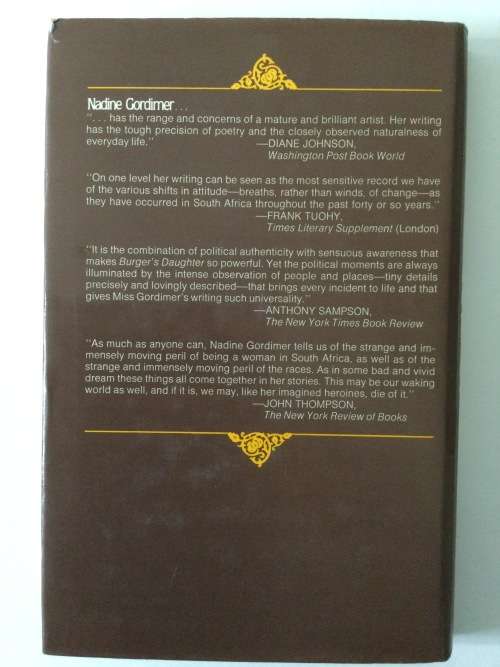 Nadine Gordimer...
"... has the range and concerns of a mature and brilliant artist. Her writing
has the tough precision of poetry and the closely observed naturalness of
everyday life."
—DIANE JOHNSON,
Washington Post Book World
"On one level her writing can be seen as the most sensitive record we have
of the various shifts in attitude—breaths, rather than winds, of change—as
they have occurred in South Africa throughout the past forty or so years."
—FRANK TUOHY,
Times Literary Supplement (London)
"It is the combination of political authenticity with sensuous awareness that
makes Burger's Daughter so powerful. Yet the political moments are always
illuminated by the intense observation of people and places—tiny details
precisely and lovingly described—that brings every incident to life and that
gives Miss Gordimer's writing such universality."
—ANTHONY SAMPSON,
The New York Times Book Review
"As much as anyone can, Nadine Gordimer tells us of the strange and im-
mensely moving peril of being a woman in South Africa, as well as of the
strange and immensely moving peril of the races. As in some bad and vivid
dream these things all come together in her stories. This may be our waking
world as well, and if it is, we may, like her imagined heroines, die of it."
—JOHN THOMPSON,
The New York Review of Books